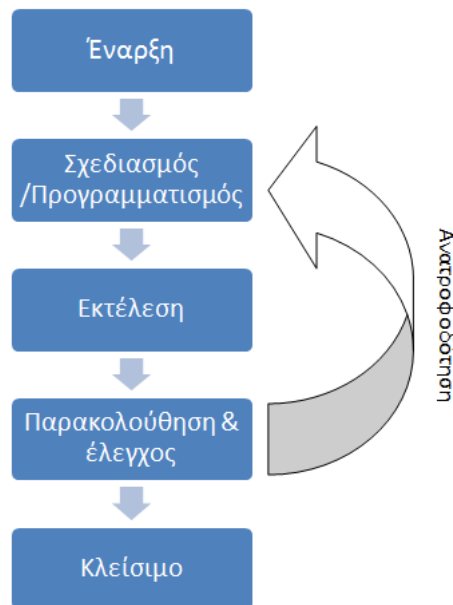 Έναρξη
Σχεδιασμός
/Προγραμματισμός
Εκτέλεση
Παρακολούθηση &
έλεγχος
Κλείσιμο
Ανατροφοδότηση